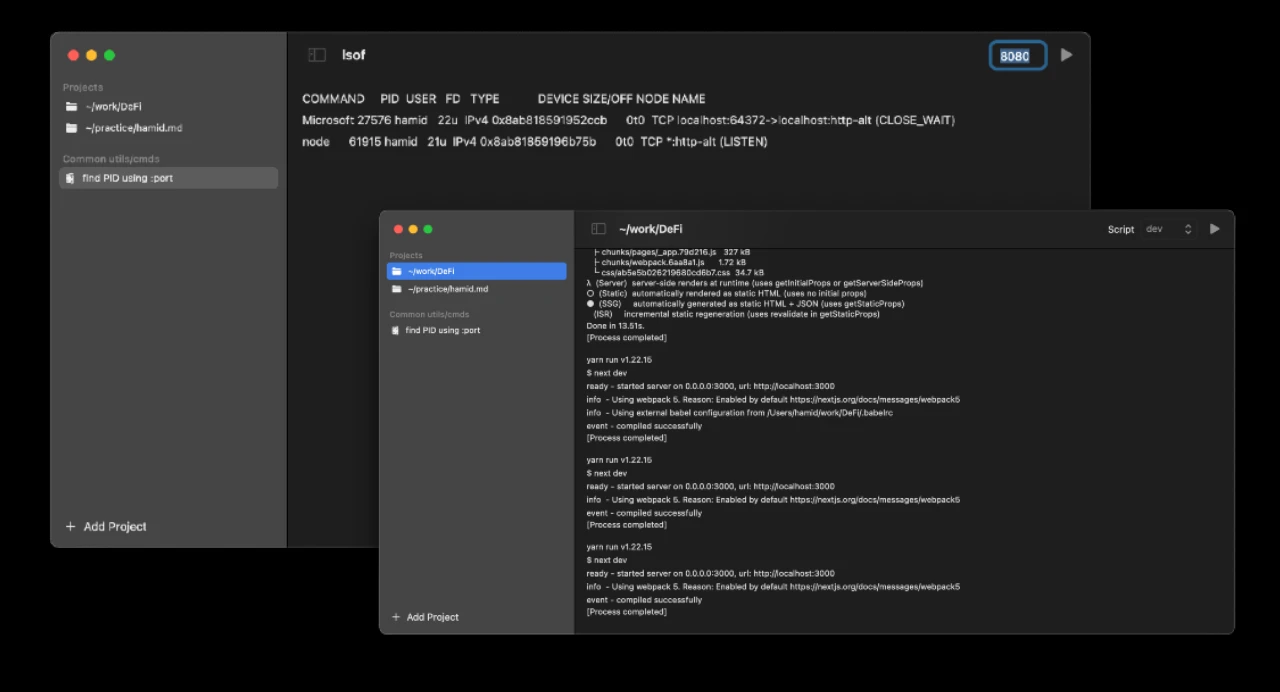 Projects
~/work/DeFi
~/practice/hamid.md
Common utils/cmds
find PID using :port
+ Add Project
lsof
8080
COMMAND PID USER FD TYPE DEVICE SIZE/OFF NODE NAME
Microsoft 27576 hamid 22u IPv4 0x8ab818591952ccb 0t0 TCP localhost:64372->localhost:http-alt (CLOSE_WAIT)
node 61915 hamid 21u IPv4 0x8ab81859196b75b 0t0 TCP *:http-alt (LISTEN)
Projects
~/work/DeFi
~/practice/hamid.md
Common utils/cmds
find PID using :port
+ Add Project
~/work/DeFi
Script dev
├ chunks/pages/_app.79d216.js 327 kB
├ chunks/webpack.6aa8a1.js 1.72 kB
└ css/ab5e5b026219680cd6b7.css 34.7 kB
λ (Server) server-side renders at runtime (uses getInitialProps or getServerSideProps)
○ (Static) automatically rendered as static HTML (uses no initial props)
● (SSG) automatically generated as static HTML + JSON (uses getStaticProps)
(ISR) incremental static regeneration (uses revalidate in getStaticProps)
Done in 13.51s.
[Process completed]
yarn run v1.22.15
$ next dev
ready - started server on 0.0.0.0:3000, url: http://localhost:3000
info - Using webpack 5. Reason: Enabled by default https://nextjs.org/docs/messages/webpack5
info - Using external babel configuration from /Users/hamid/work/DeFi/.babelrc
event - compiled successfully
[Process completed]
yarn run v1.22.15
$ next dev
ready - started server on 0.0.0.0:3000, url: http://localhost:3000
info - Using webpack 5. Reason: Enabled by default https://nextjs.org/docs/messages/webpack5
event - compiled successfully
[Process completed]
yarn run v1.22.15
$ next dev
ready - started server on 0.0.0.0:3000, url: http://localhost:3000
info - Using webpack 5. Reason: Enabled by default https://nextjs.org/docs/messages/webpack5
event - compiled successfully
[Process completed]